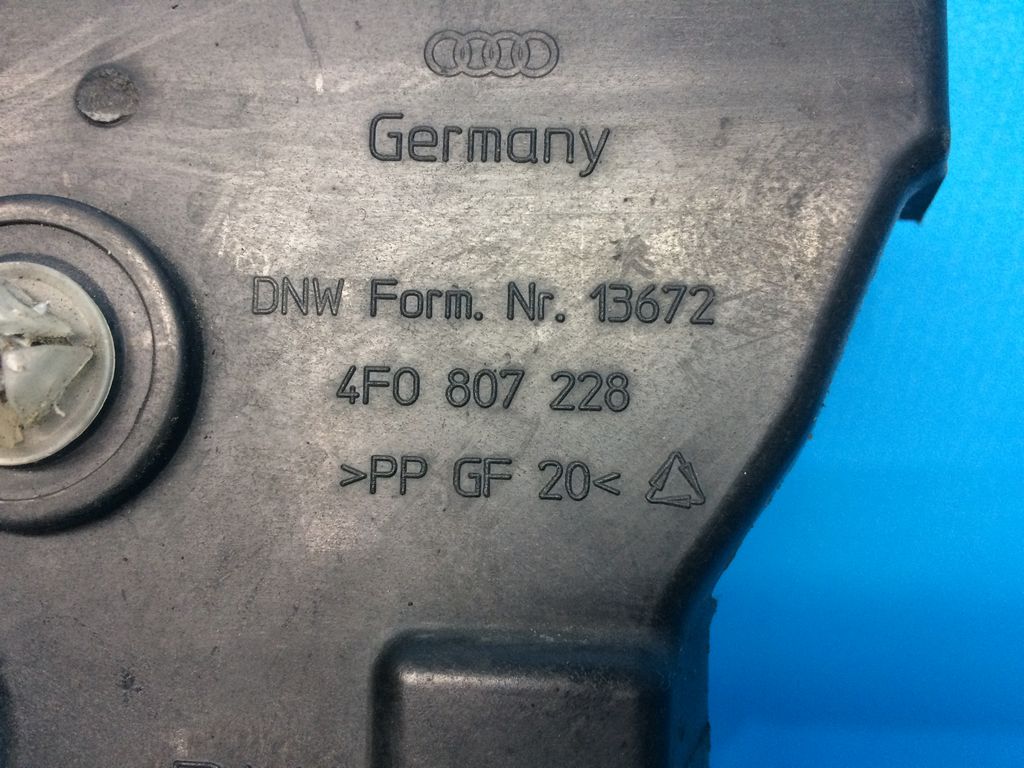 Germany
DNW Form. Nr. 13672
4F0 807 228
>PP GF 20<